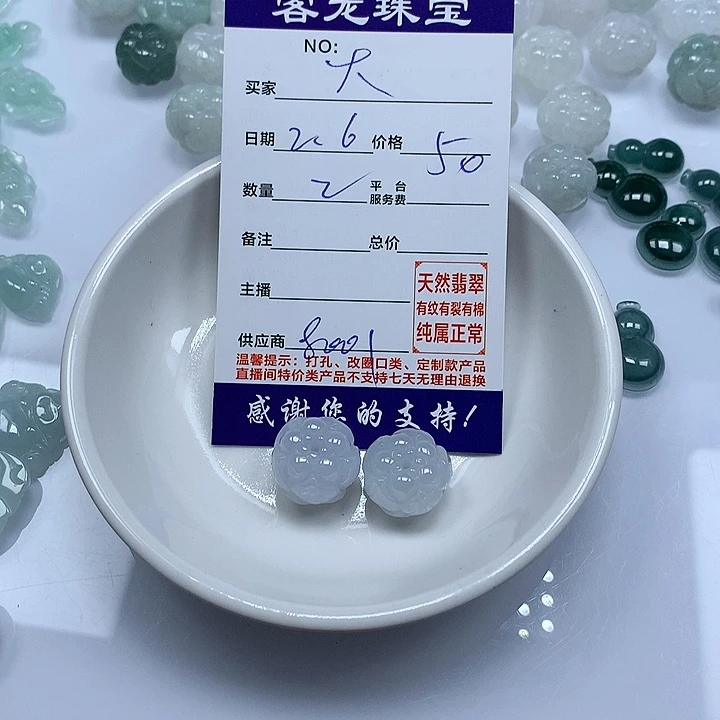 客龙珠宝
NO:
买家 大
日期 2.6 价格 50
数量 2 平台服务费
备注 总价
主播
供应商
天然翡翠
有纹有裂有棉
纯属正常
温馨提示：打孔、改圈口类、定制款产品
直播间特价类产品不支持七天无理由退换
感谢您的支持！